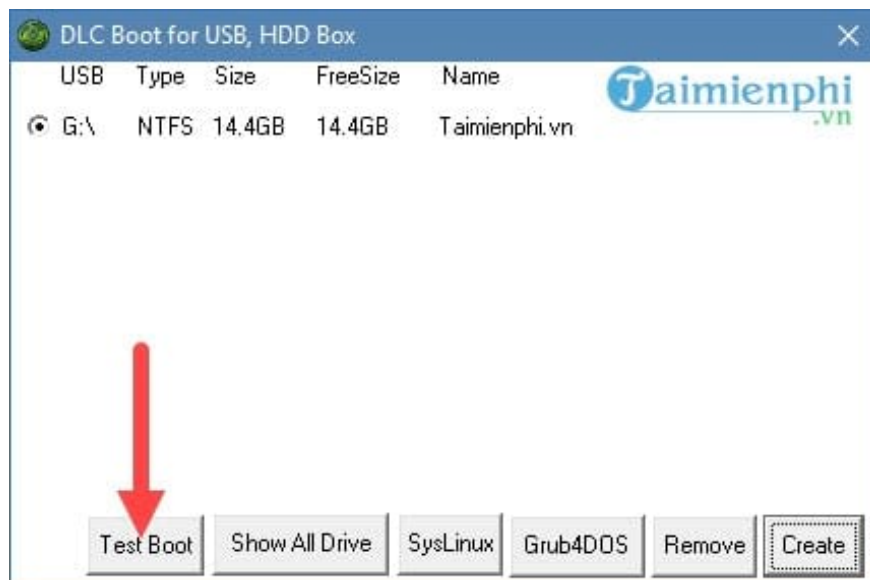 DLC Boot for USB, HDD Box
USB Type Size FreeSize Name
G:\ NTFS 14.4GB 14.4GB Taimienphi.vn
Taimienphi
.vn
Test Boot Show All Drive SysLinux Grub4DOS Remove Create